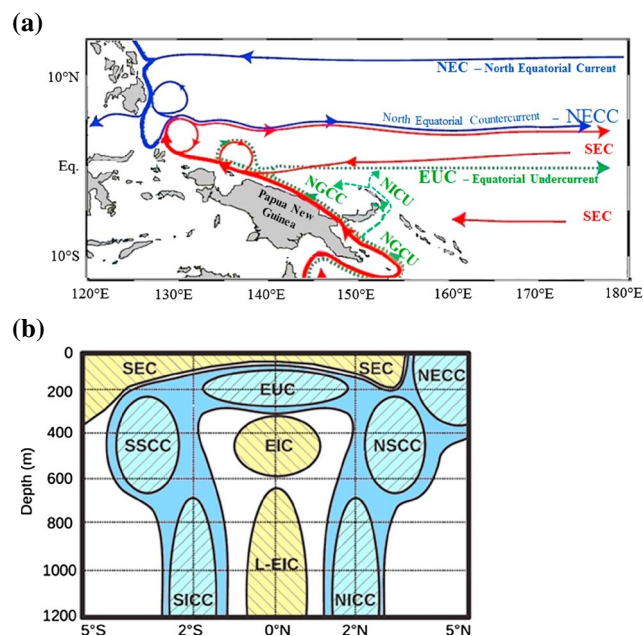 (a)
10°N
NEC – North Equatorial Current
North Equatorial Countercurrent – NECC
SEC
Eq.
EUC – Equatorial Undercurrent
NGCC
NICU
Papua New
Guinea
SEC
NGCU
10°S
120°E 130°E 140°E 150°E 160°E 170°E 180°E
(b)
0
SEC SEC
NECC
200
EUC
400
SSCC EIC NSCC
Depth (m)
600
800
1000
L-EIC
SICC NICC
1200
5°S 2°S 0°N 2°N 5°N